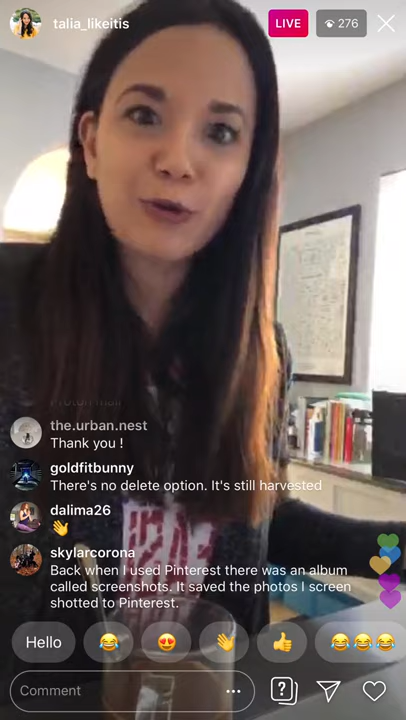 talia_likeitis
LIVE
276
the.urban.nest
Thank you !
goldfitbunny
There's no delete option. It's still harvested
dalima26
skylarcorona
Back when I used Pinterest there was an album
called screenshots. It saved the photos I screen
shotted to Pinterest.
Hello
Comment